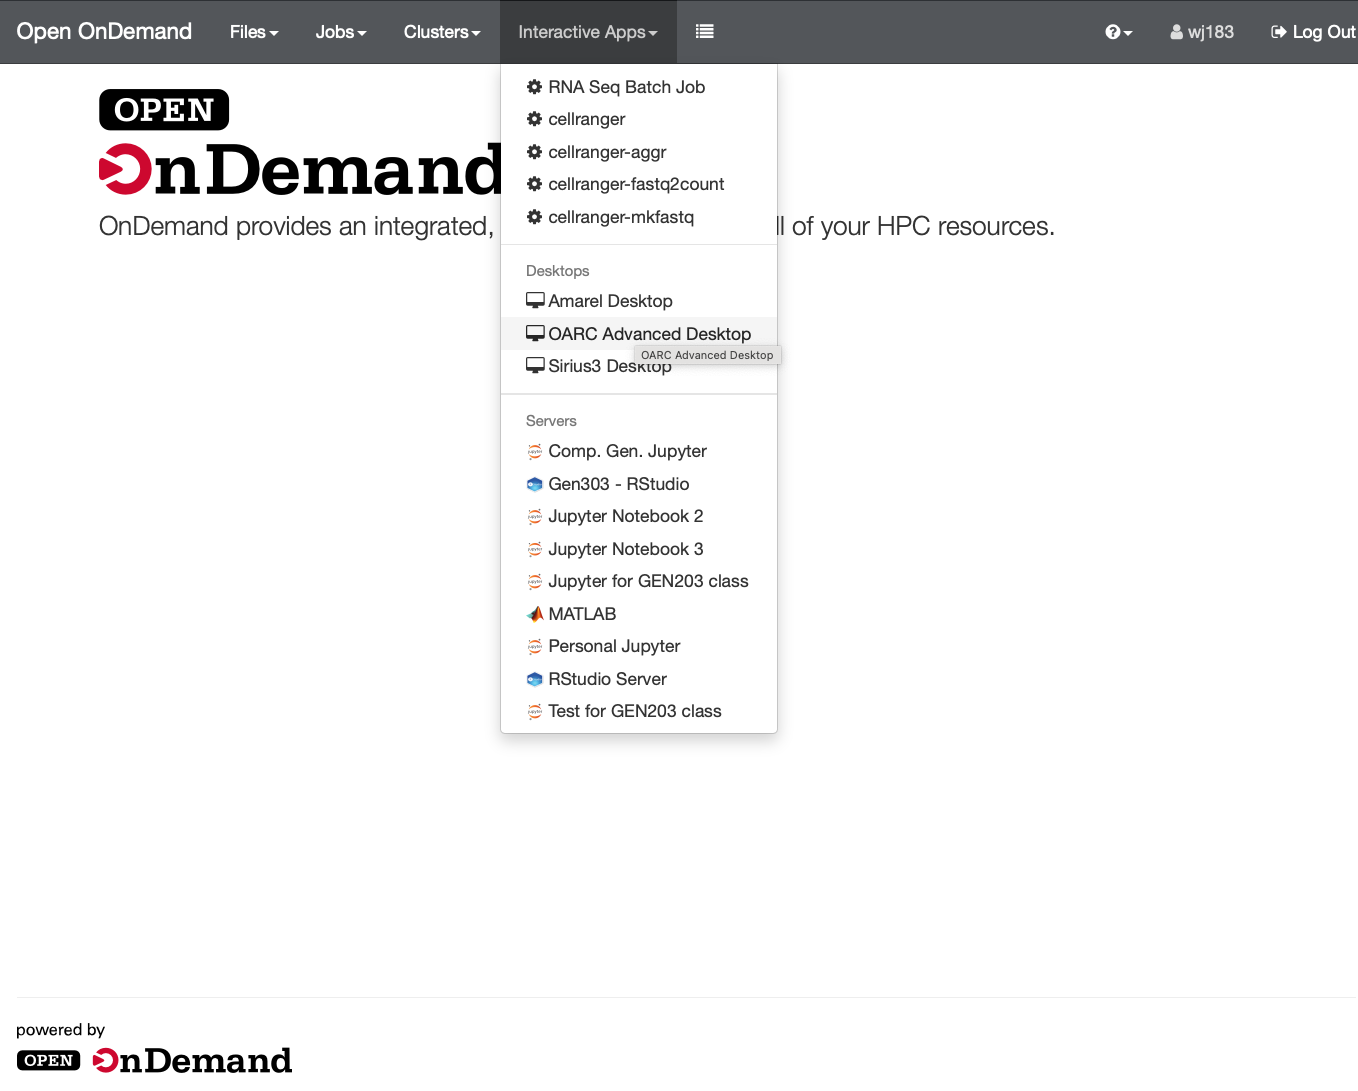 Open OnDemand Files Jobs Clusters Interactive Apps wj183 Log Out
OPEN
OnDemand
OnDemand provides an integrated, ll of your HPC resources.
RNA Seq Batch Job
cellranger
cellranger-aggr
cellranger-fastq2count
cellranger-mkfastq
Desktops
Amarel Desktop
OARC Advanced Desktop
OARC Advanced Desktop
Sirius3 Desktop
Servers
Comp. Gen. Jupyter
Gen303 - RStudio
Jupyter Notebook 2
Jupyter Notebook 3
Jupyter for GEN203 class
MATLAB
Personal Jupyter
RStudio Server
Test for GEN203 class
powered by
OPEN OnDemand